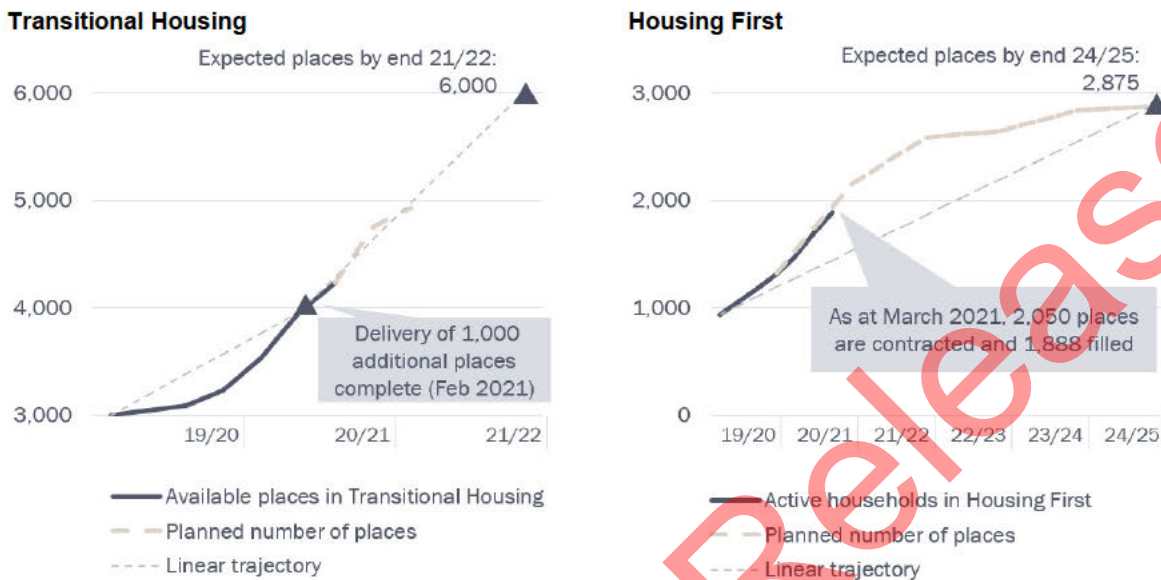 Transitional Housing
Expected places by end 21/22:
6,000
6,000
5,000
4,000
3,000
Delivery of 1,000
additional places
complete (Feb 2021)
19/20
20/21
21/22
Available places in Transitional Housing
Planned number of places
Linear trajectory
Housing First
Expected places by end 24/25:
2,875
3,000
2,000
1,000
0
As at March 2021, 2,050 places
are contracted and 1,888 filled
19/20
20/21
21/22
22/23
23/24
24/25
Active households in Housing First
Planned number of places
Linear trajectory
Releas